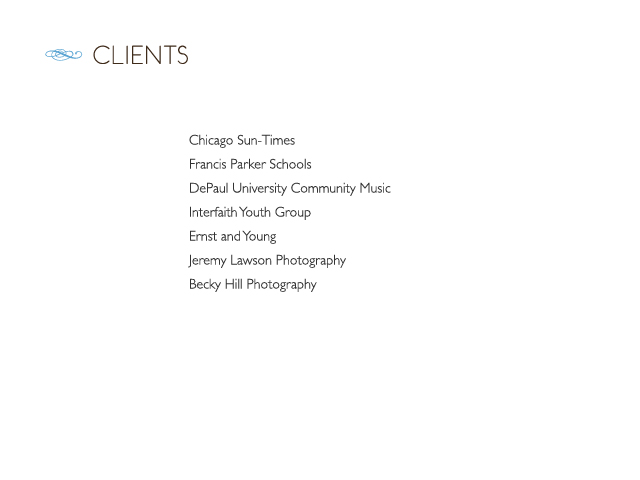 CLIENTS
Chicago Sun-Times
Francis Parker Schools
DePaul University Community Music
Interfaith Youth Group
Ernst and Young
Jeremy Lawson Photography
Becky Hill Photography